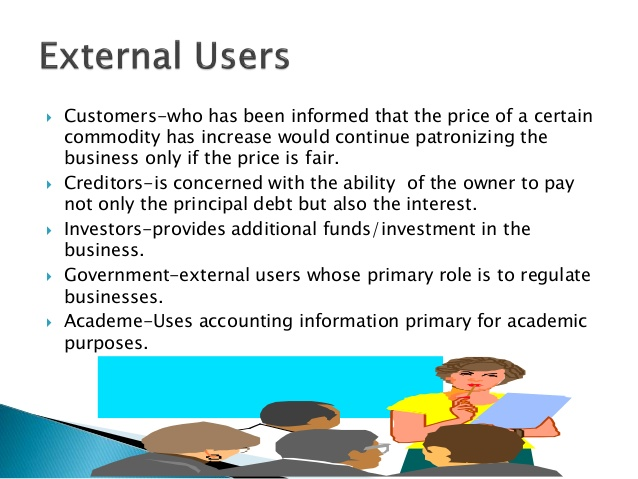 External Users
Customers-who has been informed that the price of a certain
commodity has increase would continue patronizing the
business only if the price is fair.
Creditors-is concerned with the ability of the owner to pay
not only the principal debt but also the interest.
Investors-provides additional funds/investment in the
business.
Government-external users whose primary role is to regulate
businesses.
Academe-Uses accounting information primary for academic
purposes.